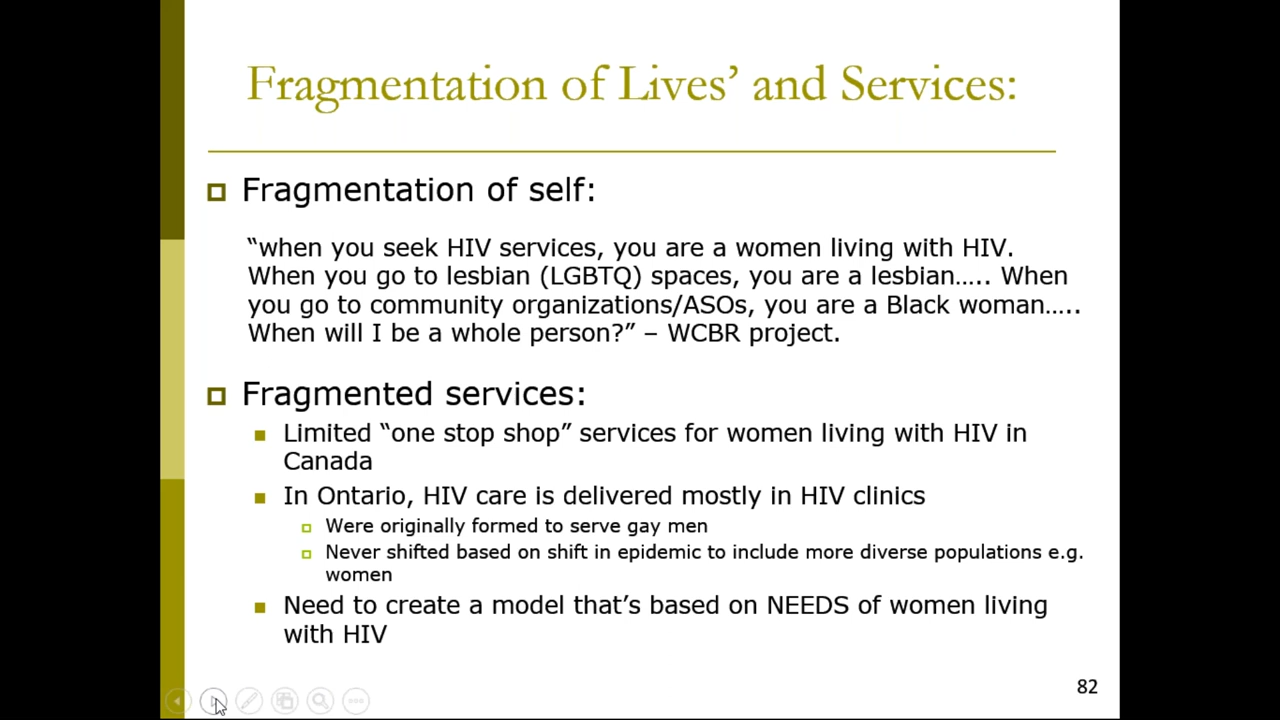 Fragmentation of Lives’ and Services:
Fragmentation of self:
“when you seek HIV services, you are a women living with HIV.
When you go to lesbian (LGBTQ) spaces, you are a lesbian….. When
you go to community organizations/ASOs, you are a Black woman…..
When will I be a whole person?” – WCBR project.
Fragmented services:
Limited “one stop shop” services for women living with HIV in
Canada
In Ontario, HIV care is delivered mostly in HIV clinics
Were originally formed to serve gay men
Never shifted based on shift in epidemic to include more diverse populations e.g.
women
Need to create a model that’s based on NEEDS of women living
with HIV
82